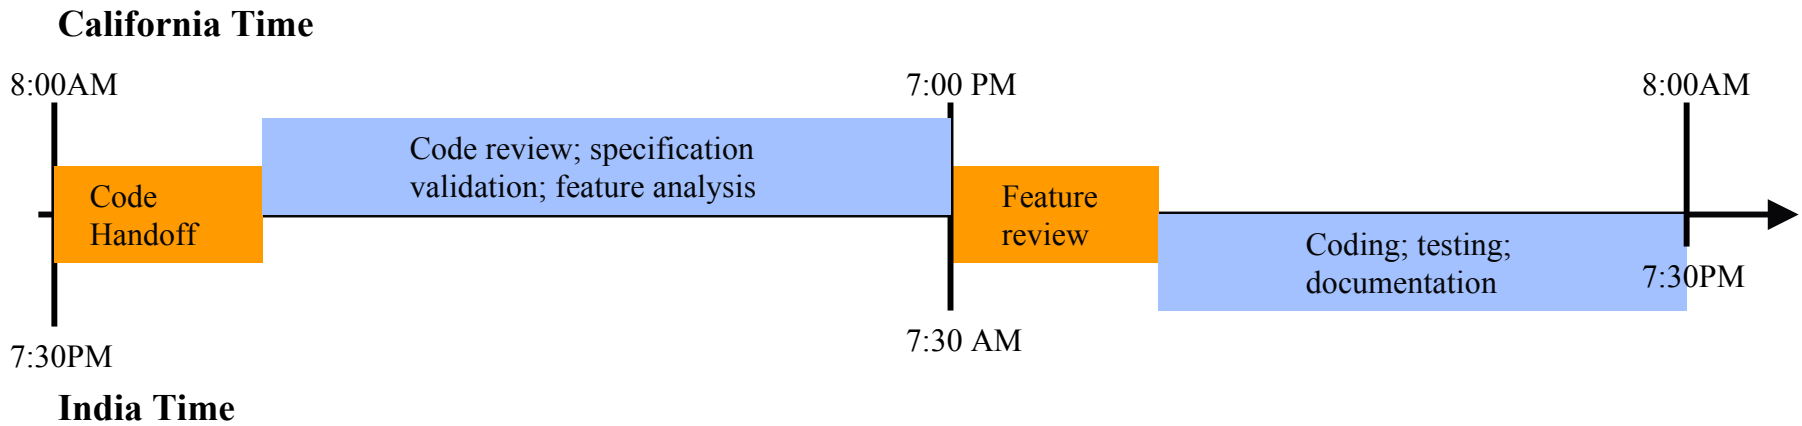 California Time
8:00AM
7:00 PM
8:00AM
Code review; specification
validation; feature analysis
Code
Handoff
Feature
review
Coding; testing;
documentation
7:30PM
7:30 AM
7:30PM
India Time